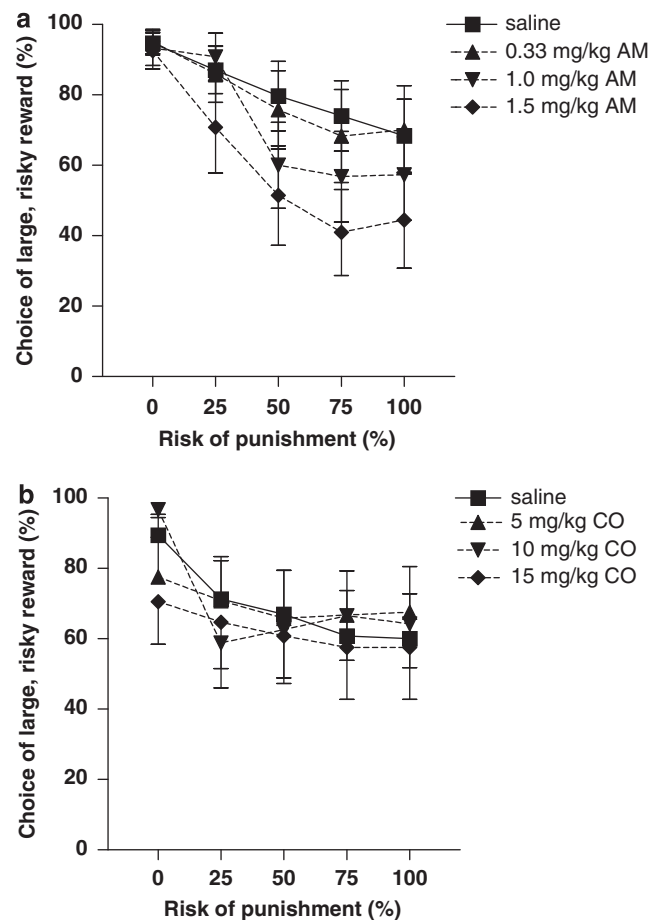 a
Choice of large, risky reward (%)
100
80
60
40
20
0
0 25 50 75 100
Risk of punishment (%)
saline
0.33 mg/kg AM
1.0 mg/kg AM
1.5 mg/kg AM
b
Choice of large, risky reward (%)
100
80
60
40
20
0
0 25 50 75 100
Risk of punishment (%)
saline
5 mg/kg CO
10 mg/kg CO
15 mg/kg CO